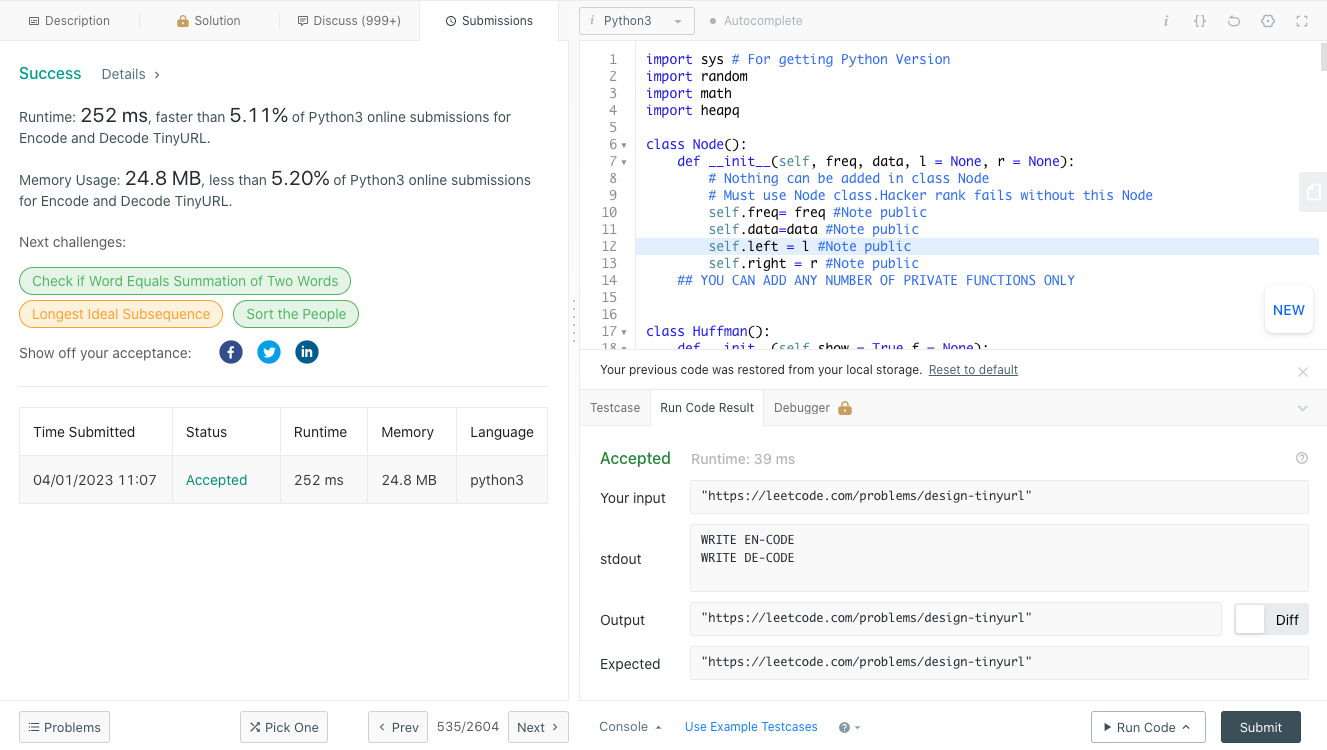 Description
Solution
Discuss (999+)
Submissions
i Python3
Autocomplete
i {}
Success Details
Runtime: 252 ms, faster than 5.11% of Python3 online submissions for
Encode and Decode TinyURL.
Memory Usage: 24.8 MB, less than 5.20% of Python3 online submissions
for Encode and Decode TinyURL.
Next challenges:
Check if Word Equals Summation of Two Words
Longest Ideal Subsequence
Sort the People
Show off your acceptance:
Time Submitted Status Runtime Memory Language
04/01/2023 11:07 Accepted 252 ms 24.8 MB python3
1 import sys # For getting Python Version
2 import random
3 import math
4 import heapq
5
6 class Node():
7 def __init__(self, freq, data, l = None, r = None):
8 # Nothing can be added in class Node
9 # Must use Node class.Hacker rank fails without this Node
10 self.freq= freq #Note public
11 self.data=data #Note public
12 self.left = l #Note public
13 self.right = r #Note public
14 ## YOU CAN ADD ANY NUMBER OF PRIVATE FUNCTIONS ONLY
15
16
17 class Huffman():
18 def __init__(self,show = True,f = None):
NEW
Your previous code was restored from your local storage. Reset to default
Testcase
Run Code Result
Debugger
Accepted Runtime: 39 ms
Your input "https://leetcode.com/problems/design-tinyurl"
stdout
WRITE EN-CODE
WRITE DE-CODE
Output "https://leetcode.com/problems/design-tinyurl"
Diff
Expected "https://leetcode.com/problems/design-tinyurl"
Problems
Pick One
Prev
535/2604
Next
Console
Use Example Testcases
Run Code
Submit